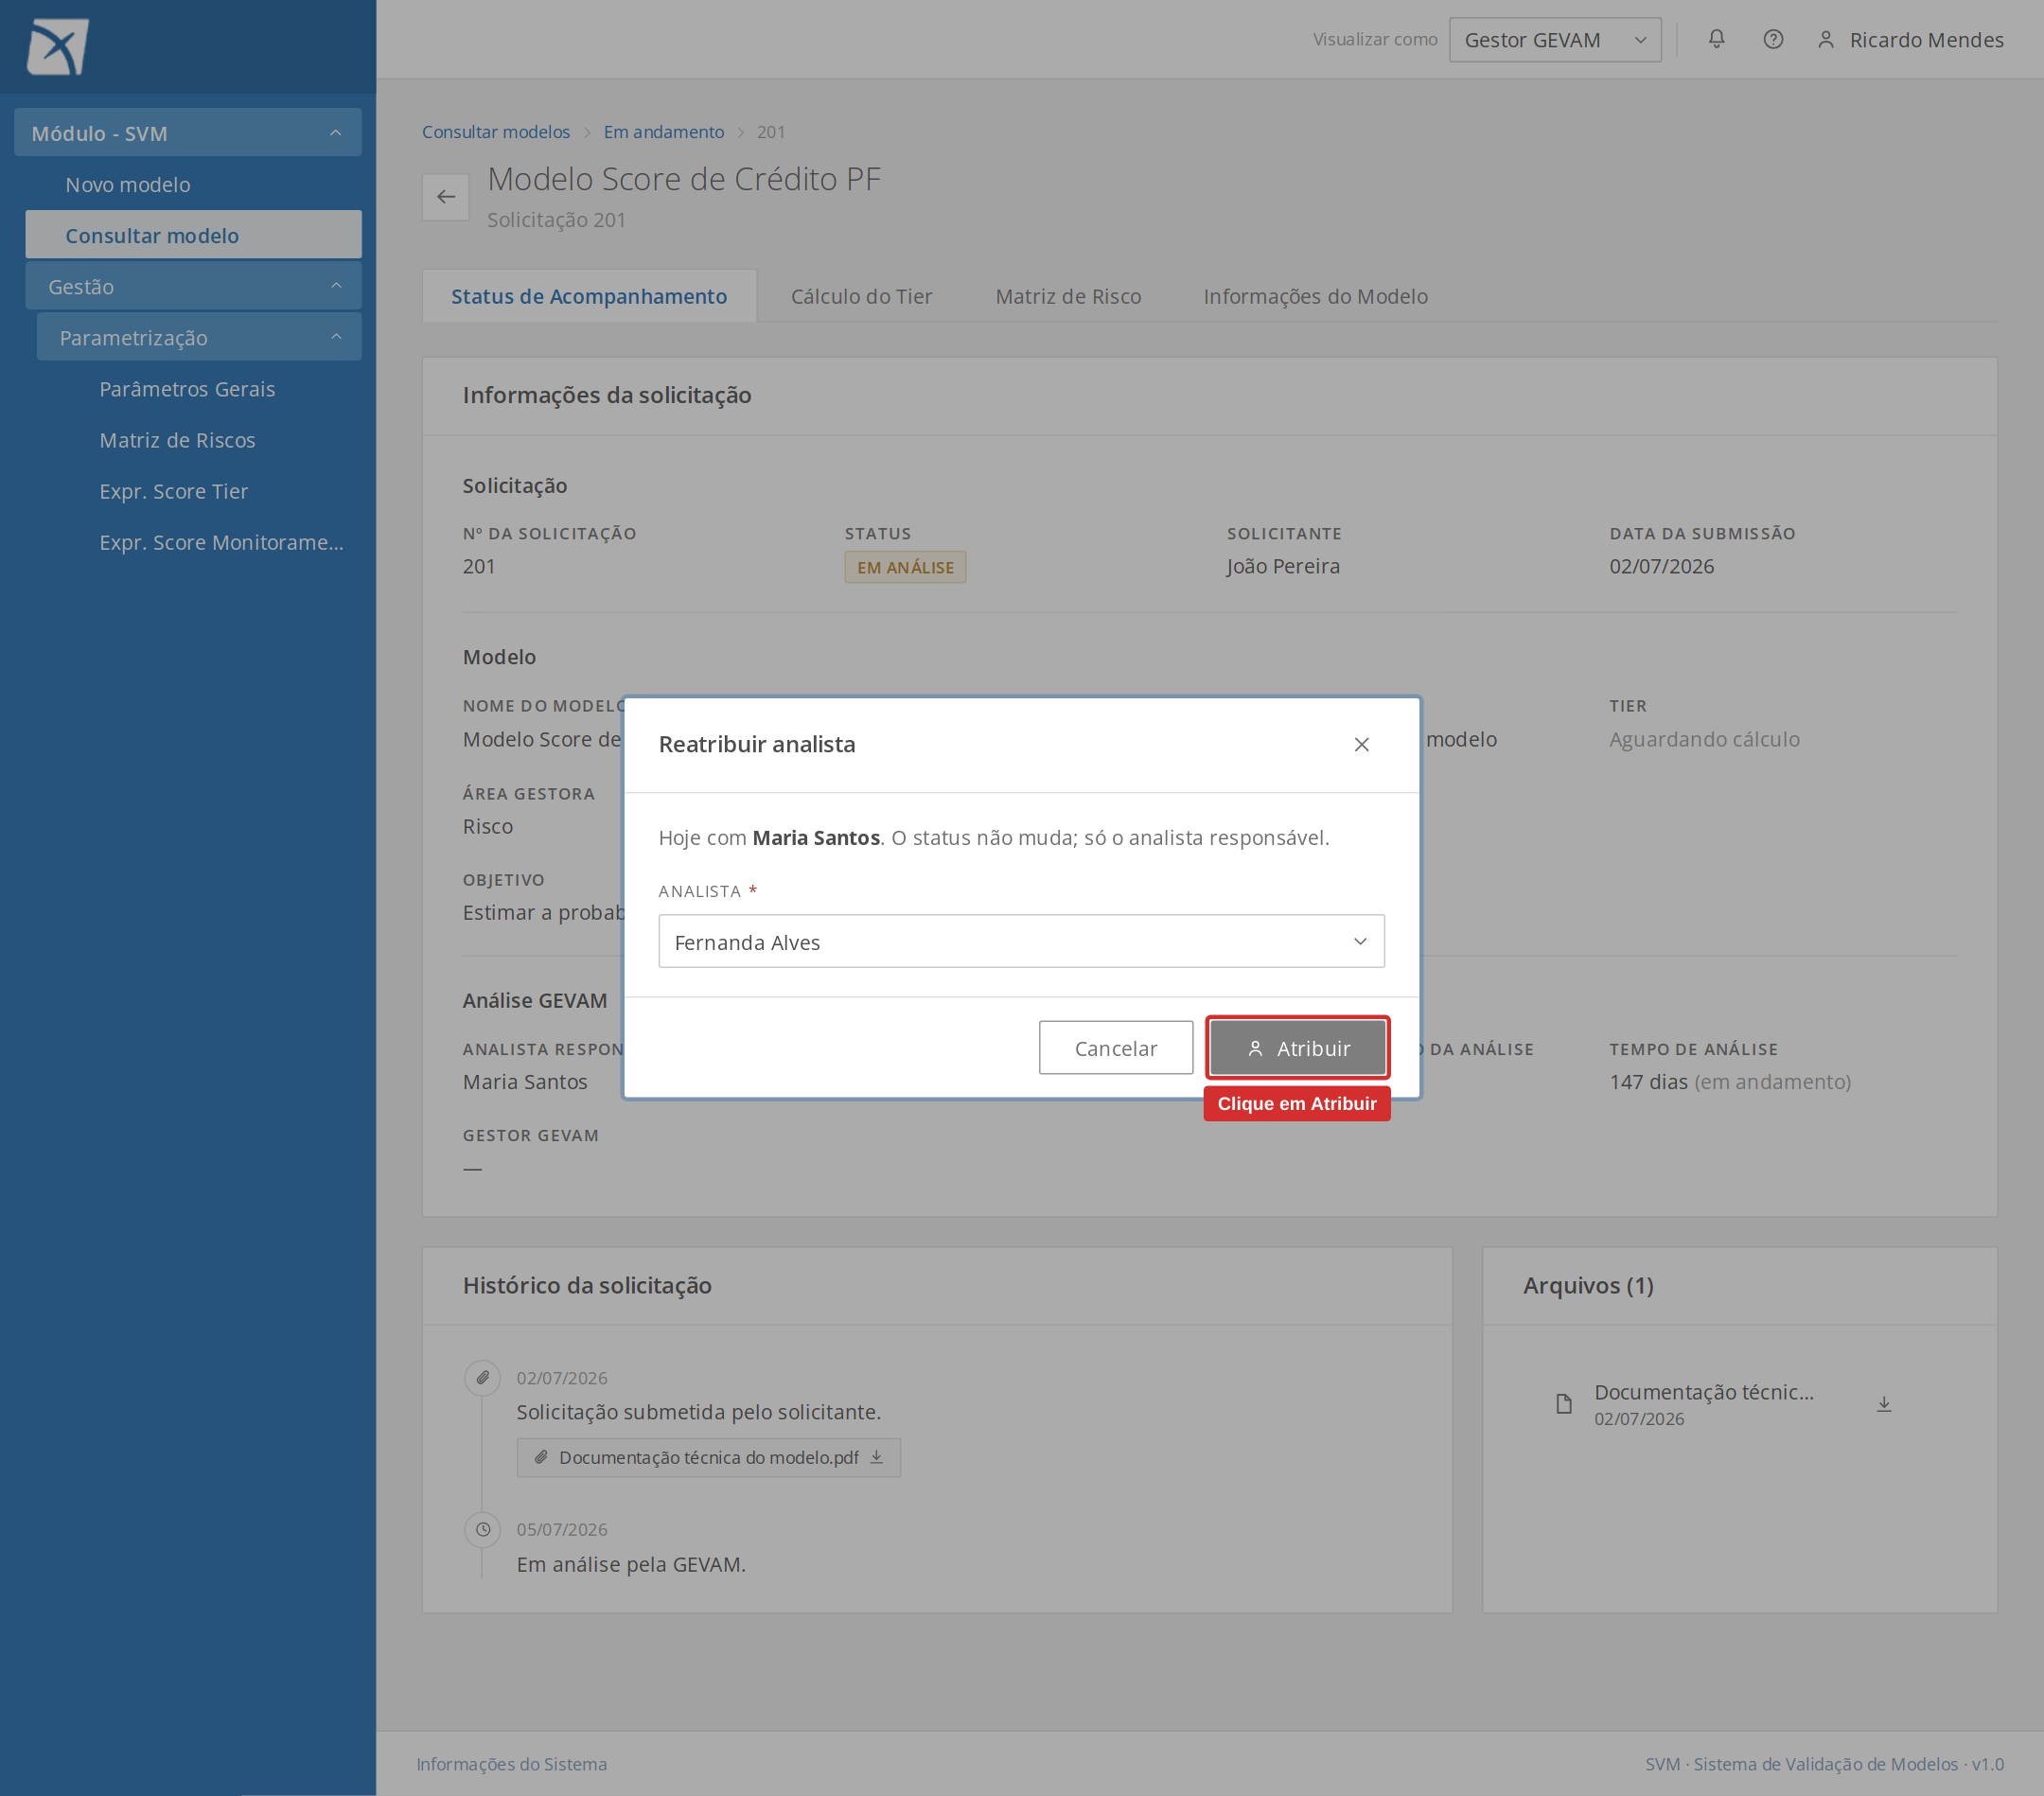 Visualizar como
Gestor GEVAM
Ricardo Mendes
Módulo - SVM
Novo modelo
Consultar modelo
Gestão
Parametrização
Parâmetros Gerais
Matriz de Riscos
Expr. Score Tier
Expr. Score Monitorame...
Consultar modelos > Em andamento > 201
Modelo Score de Crédito PF
Solicitação 201
Status de Acompanhamento
Cálculo do Tier
Matriz de Risco
Informações do Modelo
Informações da solicitação
Solicitação
Nº DA SOLICITAÇÃO
STATUS
SOLICITANTE
DATA DA SUBMISSÃO
201
EM ANÁLISE
João Pereira
02/07/2026
Modelo
NOME DO MODELO
TIER
Modelo Score de
modelo
Aguardando cálculo
ÁREA GESTORA
Risco
OBJETIVO
Estimar a probab
Reatribuir analista
Hoje com Maria Santos. O status não muda; só o analista responsável.
ANALISTA *
Fernanda Alves
Cancelar
Atribuir
Clique em Atribuir
Análise GEVAM
ANALISTA RESPON
DA ANÁLISE
TEMPO DE ANÁLISE
Maria Santos
147 dias (em andamento)
GESTOR GEVAM
—
Histórico da solicitação
02/07/2026
Solicitação submetida pelo solicitante.
Documentação técnica do modelo.pdf
05/07/2026
Em análise pela GEVAM.
Arquivos (1)
Documentação técnic...
02/07/2026
Informações do Sistema
SVM · Sistema de Validação de Modelos · v1.0